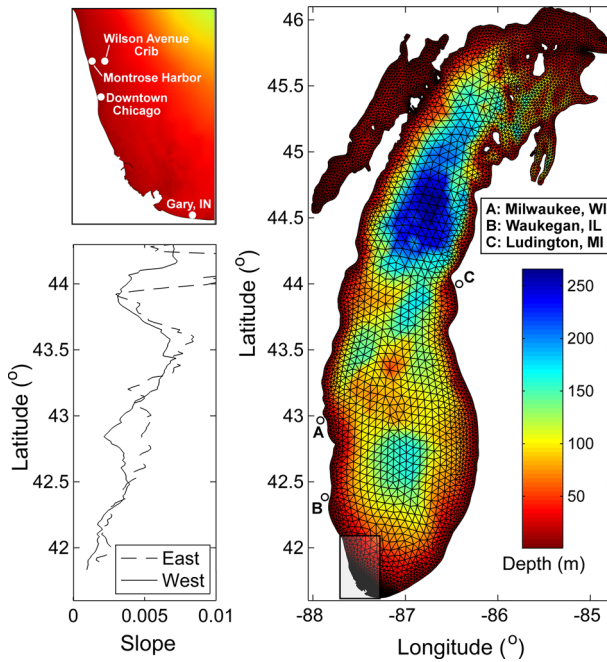 Wilson Avenue
Crib
Montrose Harbor
Downtown
Chicago
Gary, IN
44
43.5
43
42.5
42
Latitude (°)
East
West
0
0.005
0.01
Slope
46
45.5
45
44.5
44
43.5
43
42.5
42
Latitude (°)
A: Milwaukee, WI
B: Waukegan, IL
C: Ludington, MI
C
A
B
250
200
150
100
50
Depth (m)
-88
-87
-86
-85
Longitude (°)